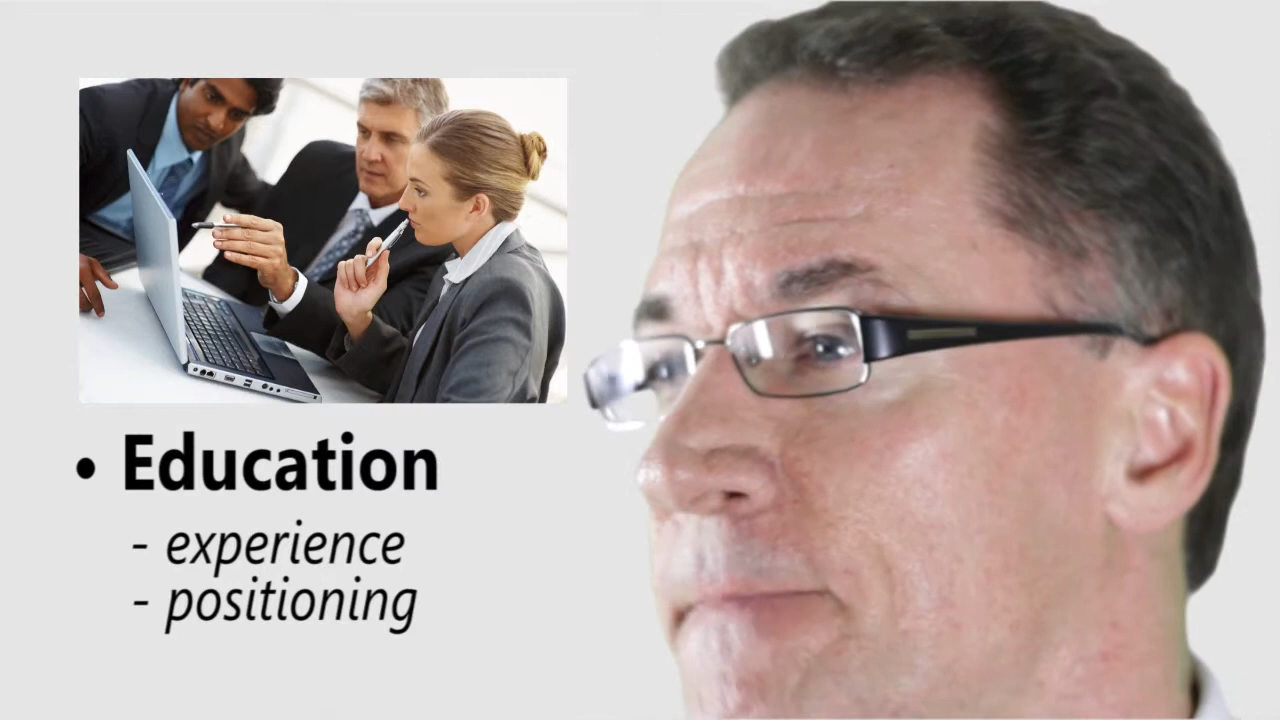 • Education
- experience
- positioning